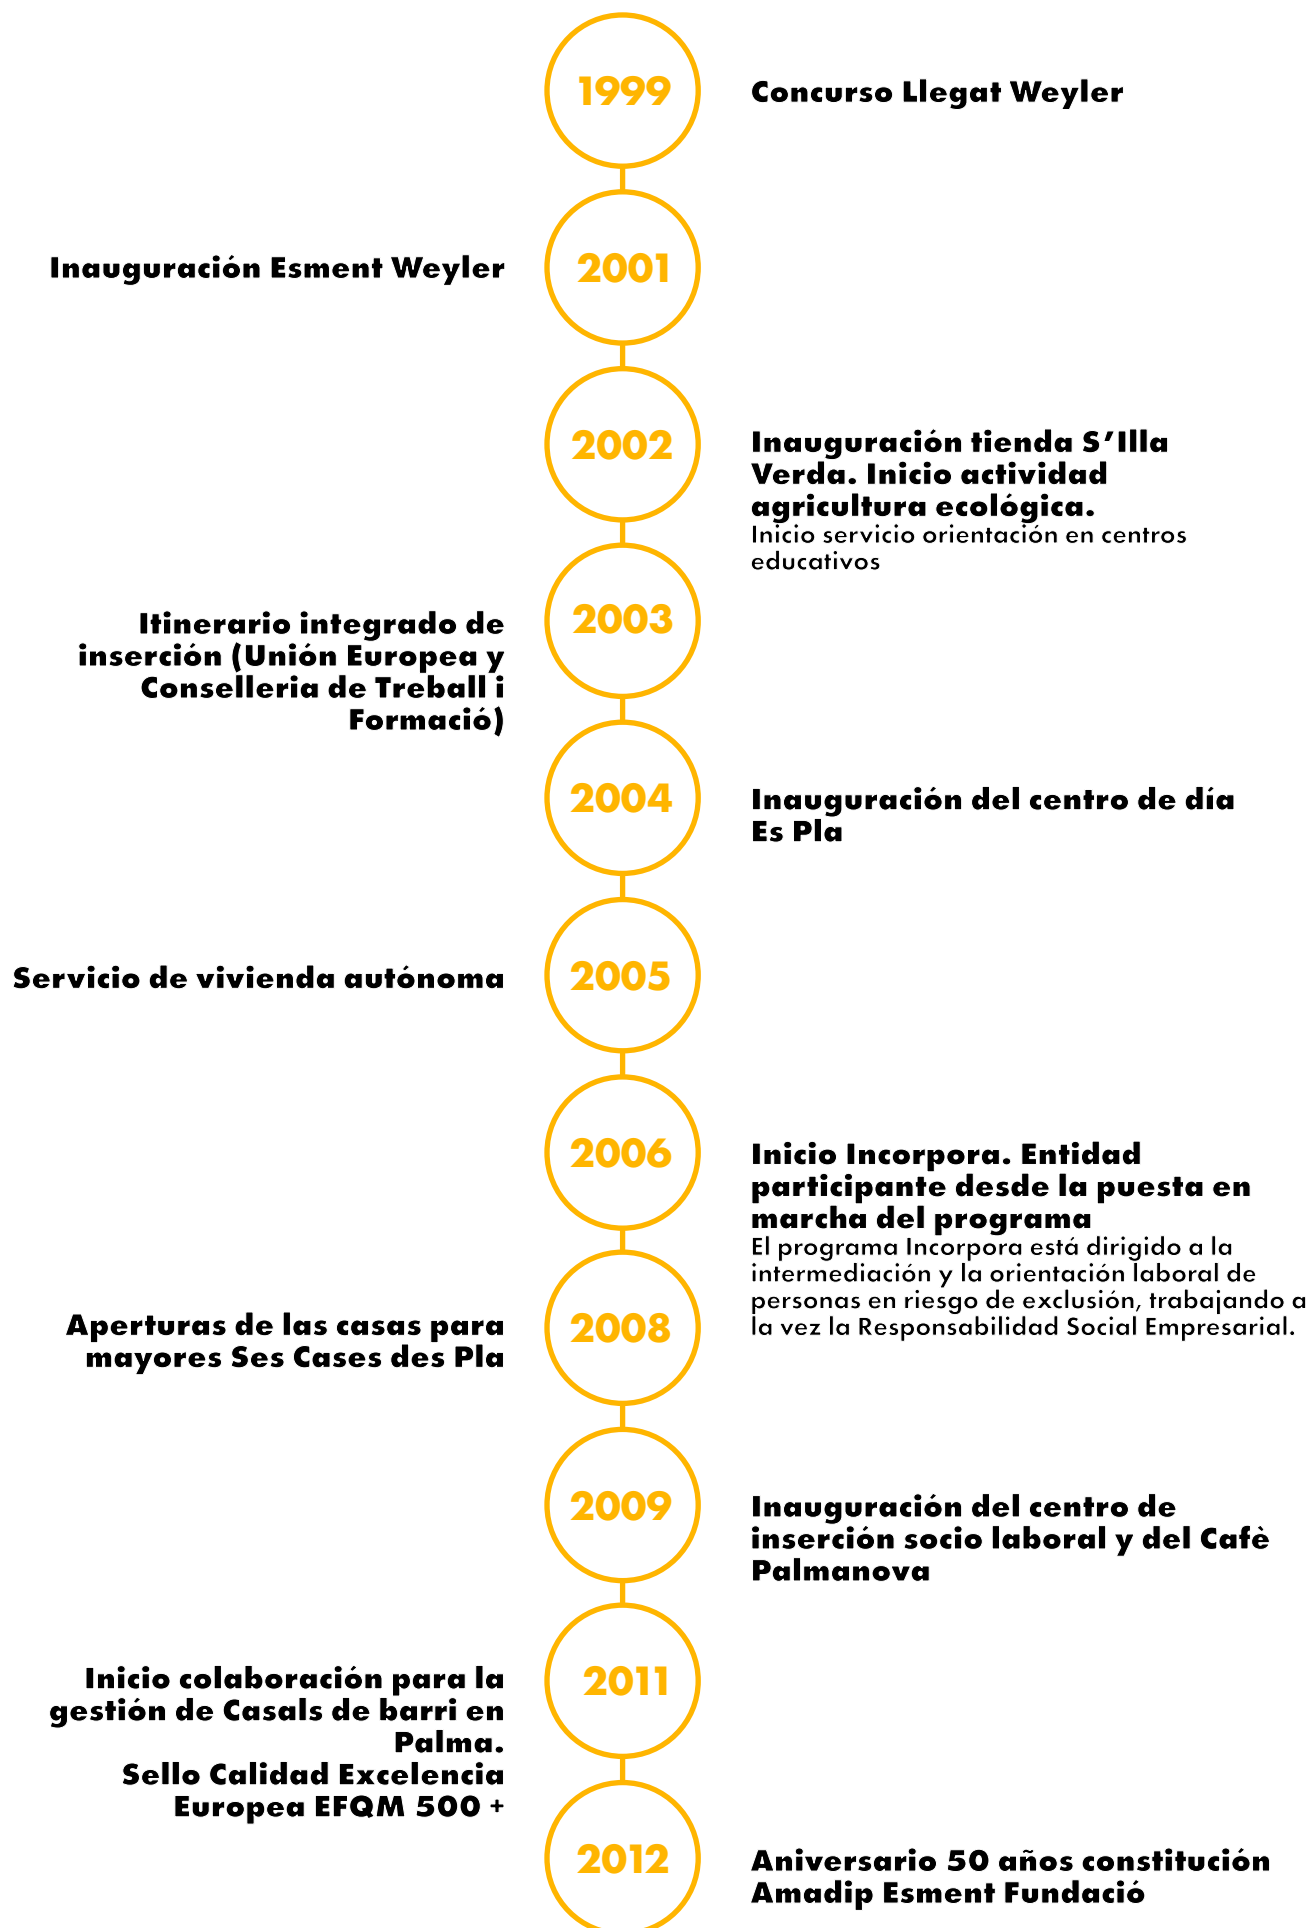 1999
Concurso Llegat Weyler
Inauguración Esment Weyler
2001
2002
Inauguración tienda S’Illa
Verda. Inicio actividad
agricultura ecológica.
Inicio servicio orientación en centros
educativos
2003
Itinerario integrado de
inserción (Unión Europea y
Conselleria de Treball i
Formació)
2004
Inauguración del centro de día
Es Pla
Servicio de vivienda autónoma
2005
2006
Inicio Incorpora. Entidad
participante desde la puesta en
marcha del programa
El programa Incorpora está dirigido a la
intermediación y la orientación laboral de
personas en riesgo de exclusión, trabajando a
la vez la Responsabilidad Social Empresarial.
2008
Aperturas de las casas para
mayores Ses Cases des Pla
2009
Inauguración del centro de
inserción socio laboral y del Cafè
Palmanova
2011
Inicio colaboración para la
gestión de Casals de barri en
Palma.
Sello Calidad Excelencia
Europea EFQM 500 +
2012
Aniversario 50 años constitución
Amadip Esment Fundació